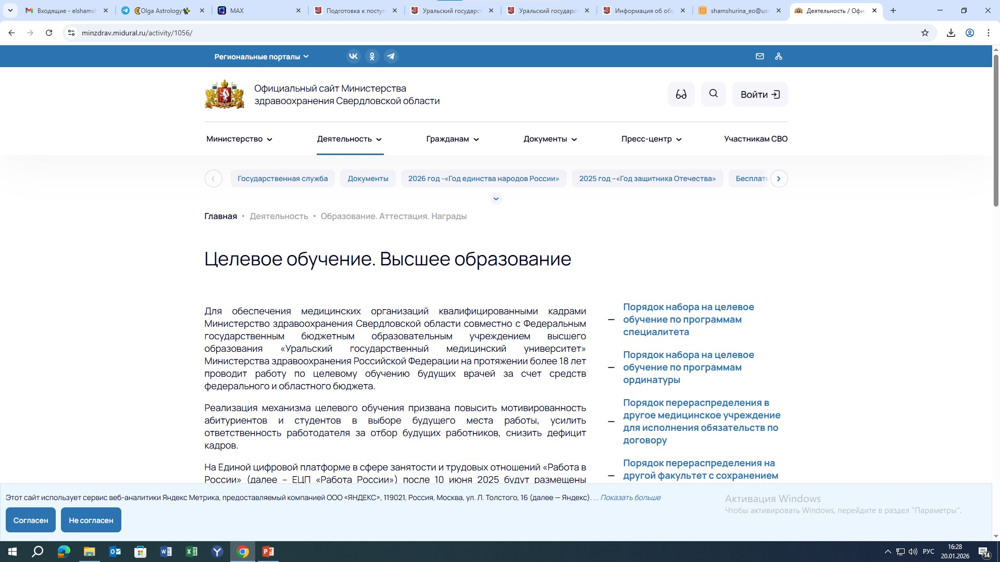 Входящие - elshamsh
Olga Astrology
MAX
Подготовка к поступ
Уральский государст
Уральский государст
Информация об общ
shamshurina_eo@usm
Деятельность / Офи
minzdrav.midural.ru/activity/1056/
Региональные порталы
Официальный сайт Министерства
здравоохранения Свердловской области
Войти
Министерство
Деятельность
Гражданам
Документы
Пресс-центр
Участникам СВО
Государственная служба
Документы
2026 год -«Год единства народов России»
2025 год –«Год защитника Отечества»
Бесплатн
Главная • Деятельность • Образование. Аттестация. Награды
Целевое обучение. Высшее образование
Для обеспечения медицинских организаций квалифицированными кадрами
Министерство здравоохранения Свердловской области совместно с Федеральным
государственным бюджетным образовательным учреждением высшего
образования «Уральский государственный медицинский университет»
Министерства здравоохранения Российской Федерации на протяжении более 18 лет
проводит работу по целевому обучению будущих врачей за счет средств
федерального и областного бюджета.
Реализация механизма целевого обучения призвана повысить мотивированность
абитуриентов и студентов в выборе будущего места работы, усилить
ответственность работодателя за отбор будущих работников, снизить дефицит
кадров.
На Единой цифровой платформе в сфере занятости и трудовых отношений «Работа в
России» (далее – ЕЦП «Работа России») после 10 июня 2025 будут размещены
Порядок набора на целевое
— обучение по программам
специалитета
Порядок набора на целевое
— обучение по программам
ординатуры
Порядок перераспределения в
— другое медицинское учреждение
для исполнения обязательств по
договору
Порядок перераспределения на
— другой факультет с сохранением
Этот сайт использует сервис веб-аналитики Яндекс Метрика, предоставляемый компанией ООО «ЯНДЕКС», 119021, Россия, Москва, ул. Л. Толстого, 16 (далее — Яндекс). ... Показать больше
Согласен
Не согласен
Активация Windows
Чтобы активировать Windows, перейдите в раздел "Параметры".
РУС
16:28
20.01.2026
14